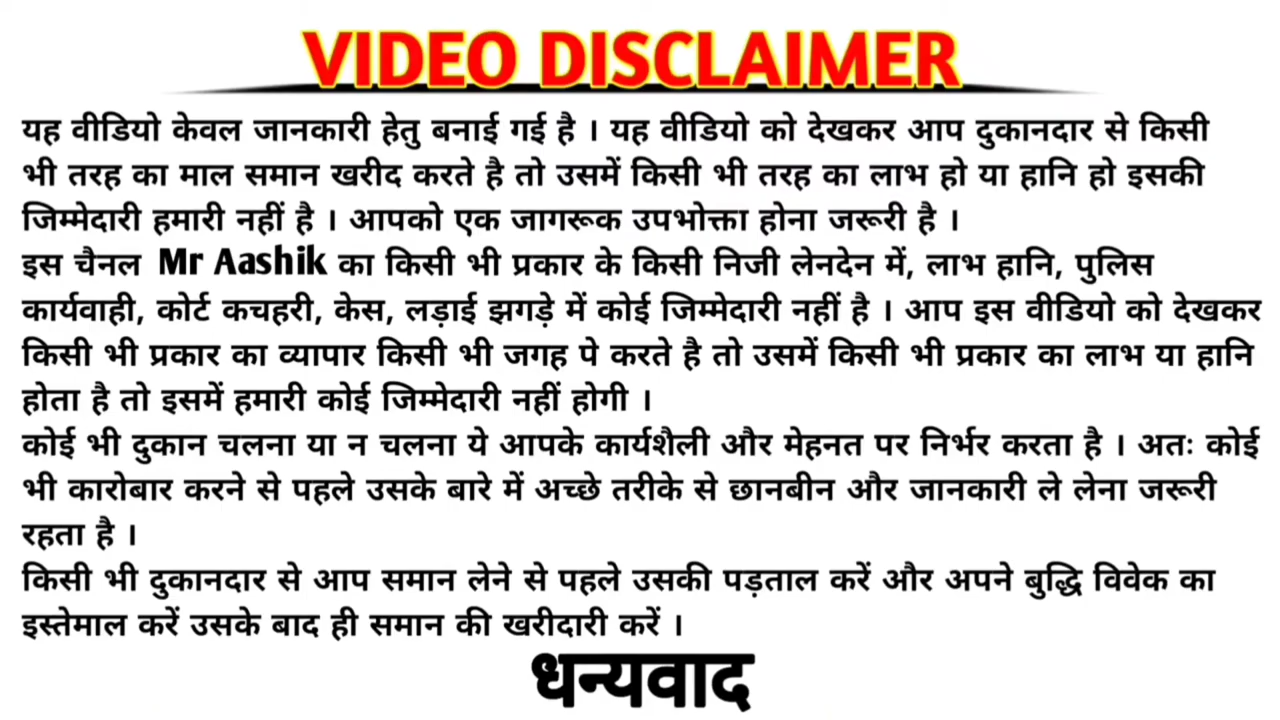 VIDEO DISCLAIMER
यह वीडियो केवल जानकारी हेतु बनाई गई है । यह वीडियो को देखकर आप दुकानदार से किसी
भी तरह का माल समान खरीद करते है तो उसमें किसी भी तरह का लाभ हो या हानि हो इसकी
जिम्मेदारी हमारी नहीं है । आपको एक जागरूक उपभोक्ता होना जरूरी है ।
इस चैनल Mr Aashik का किसी भी प्रकार के किसी निजी लेनदेन में, लाभ हानि, पुलिस
कार्यवाही, कोर्ट कचहरी, केस, लड़ाई झगड़े में कोई जिम्मेदारी नहीं है । आप इस वीडियो को देखकर
किसी भी प्रकार का व्यापार किसी भी जगह पे करते है तो उसमें किसी भी प्रकार का लाभ या हानि
होता है तो इसमें हमारी कोई जिम्मेदारी नहीं होगी ।
कोई भी दुकान चलना या न चलना ये आपके कार्यशैली और मेहनत पर निर्भर करता है । अतः कोई
भी कारोबार करने से पहले उसके बारे में अच्छे तरीके से छानबीन और जानकारी ले लेना जरूरी
रहता है ।
किसी भी दुकानदार से आप समान लेने से पहले उसकी पड़ताल करें और अपने बुद्धि विवेक का
इस्तेमाल करें उसके बाद ही समान की खरीदारी करें ।
धन्यवाद